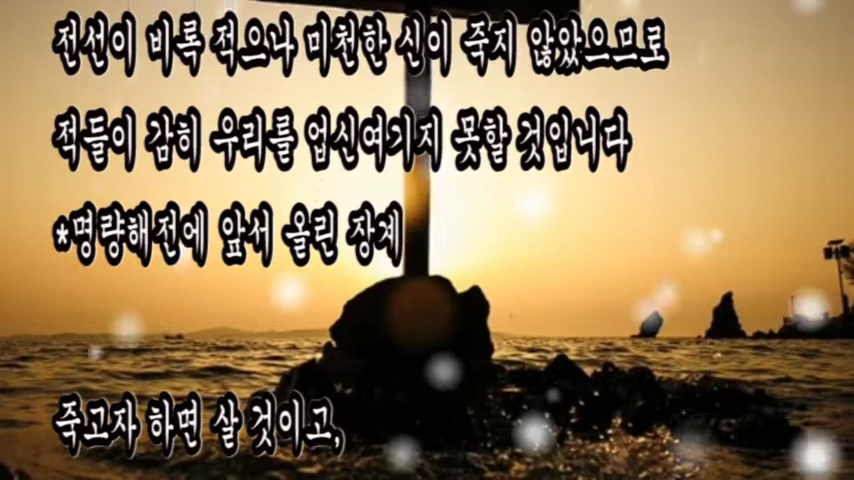 전선이 비록 적으나 미천한 신이 죽지 않았으므로
적들이 감히 우리를 업신여기지 못할 것입니다
*명량해전에 앞서 올린 장계
죽고자 하면 살 것이고,